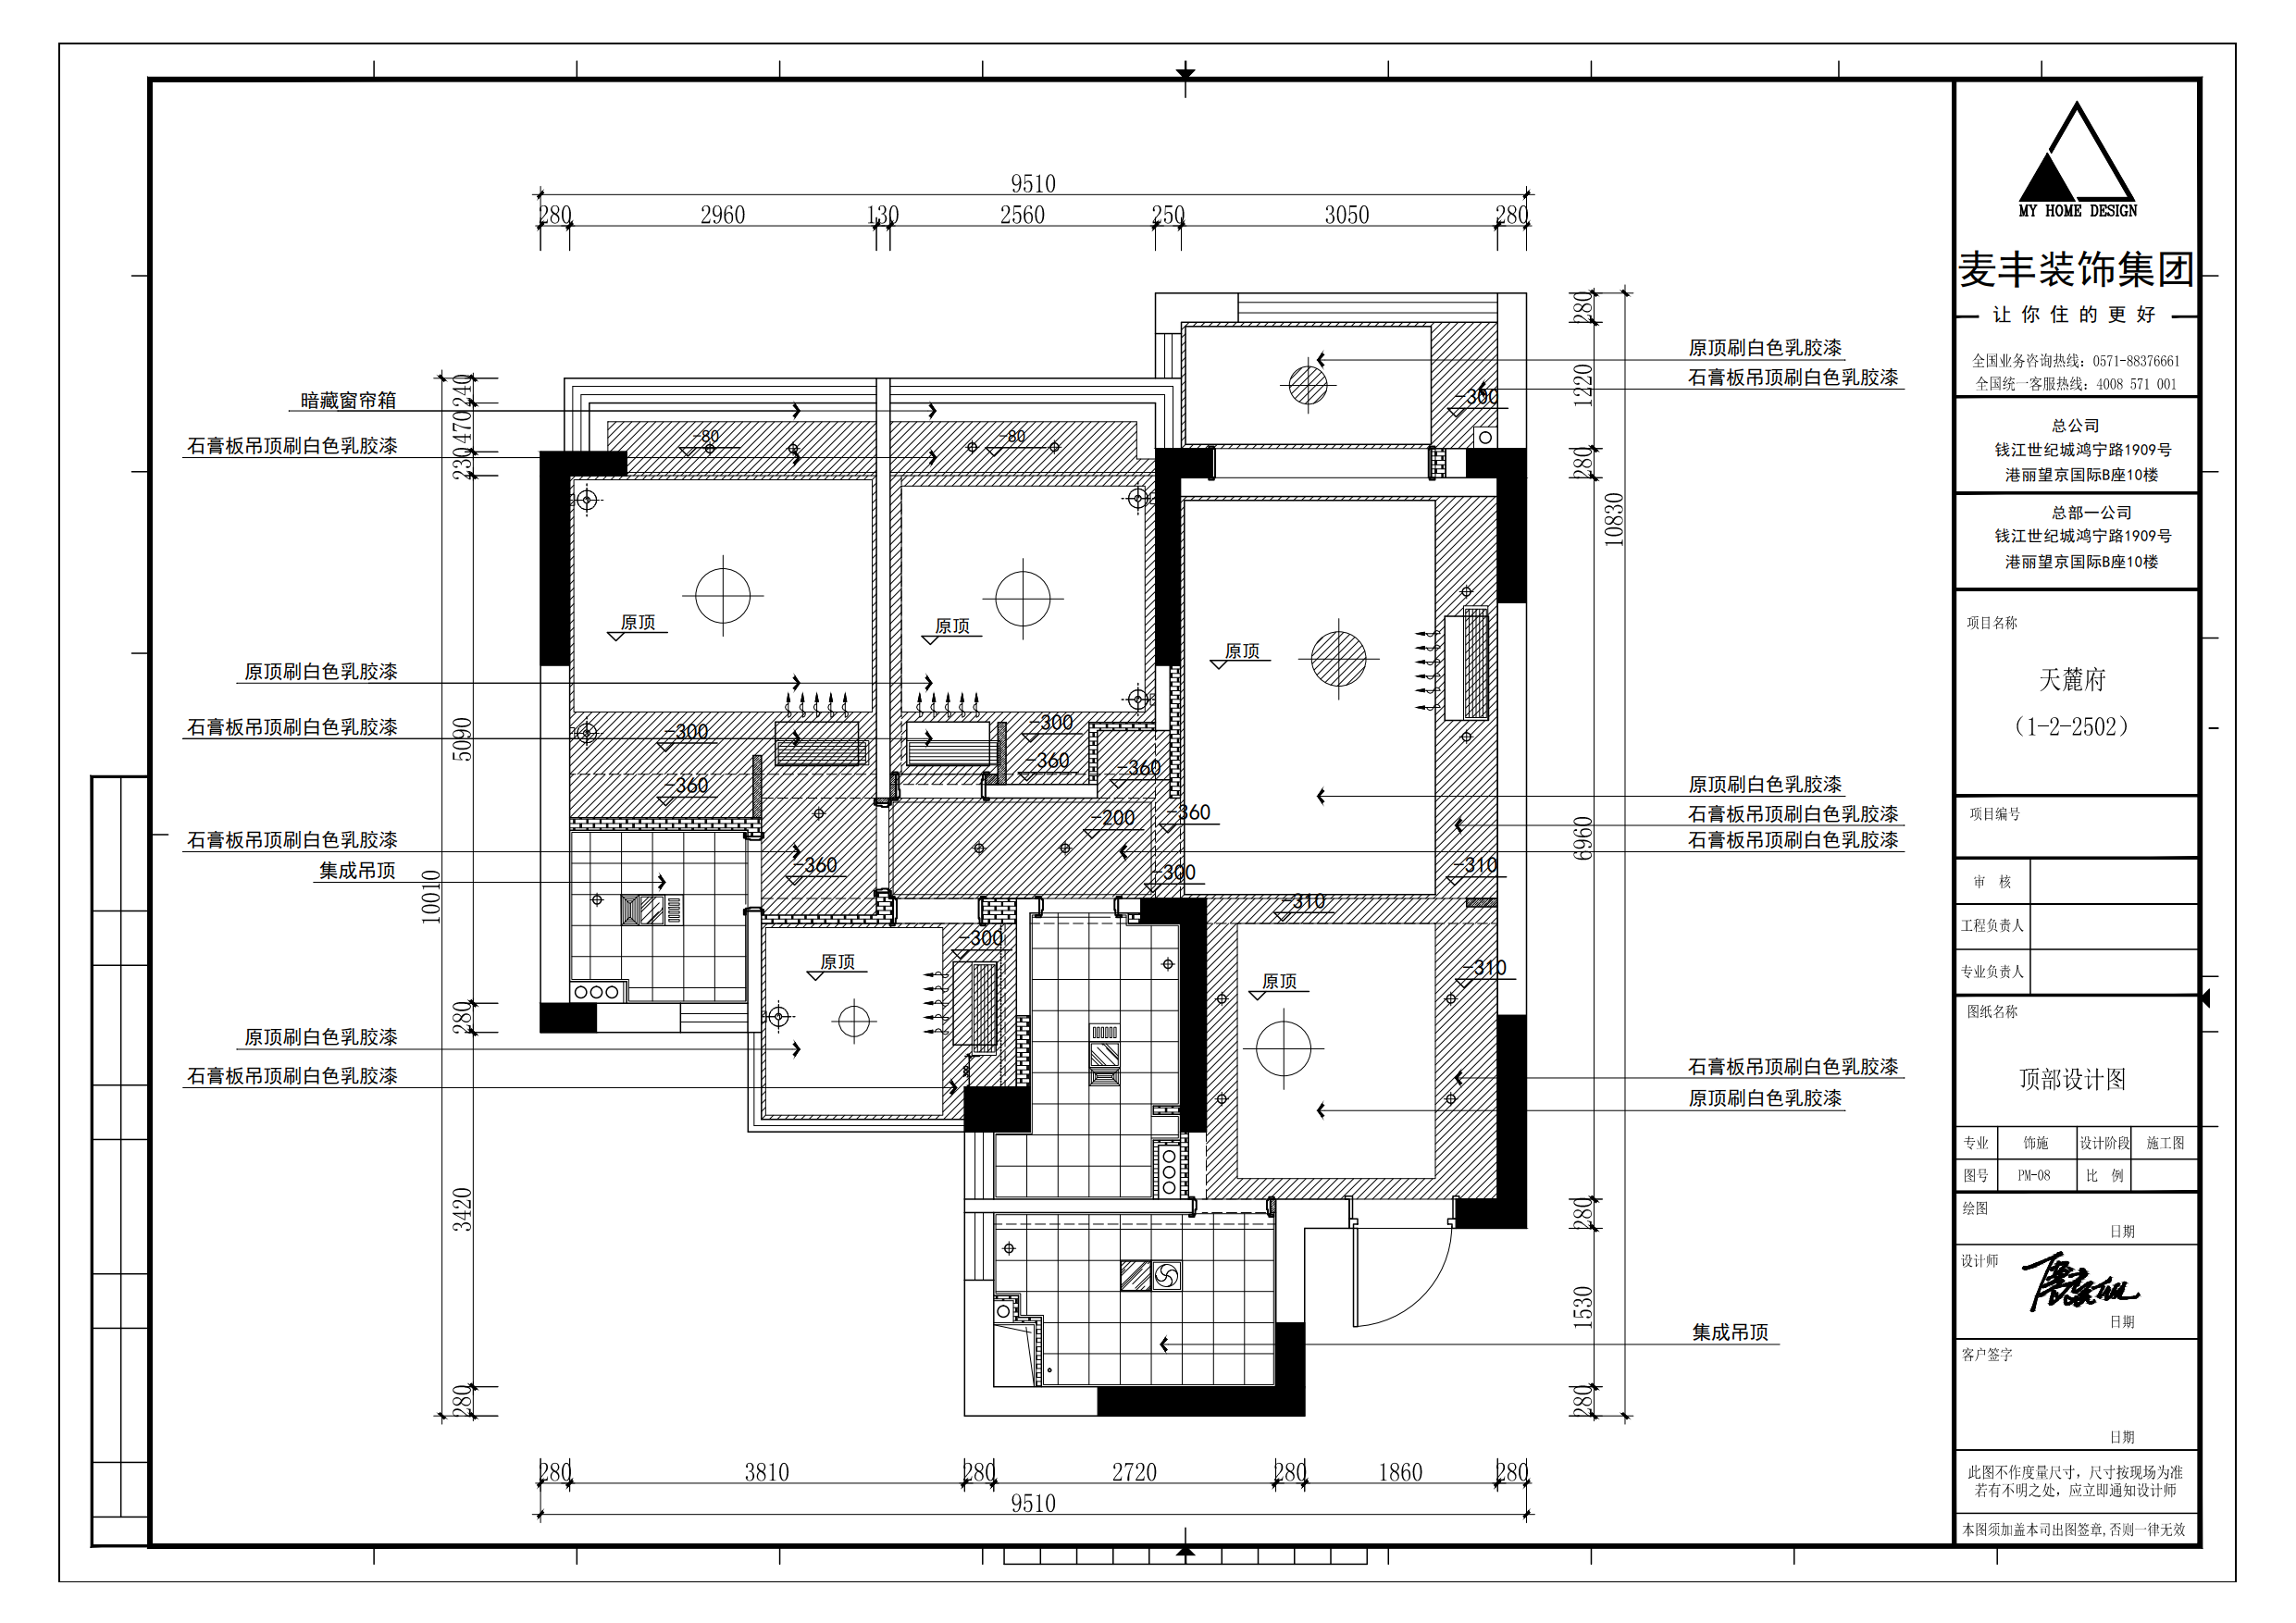 9510
280 2960 130 2560 250 3050 280
原顶刷白色乳胶漆
石膏板吊顶刷白色乳胶漆
-300
暗藏窗帘箱
石膏板吊顶刷白色乳胶漆
-80
-80
240
470
230
5090
280
3420
280
10010
280
1220
280
6960
280
1530
280
10830
原顶
原顶
原顶
原顶刷白色乳胶漆
石膏板吊顶刷白色乳胶漆
-300
-300
-360
-360
-360
-200
-360
原顶刷白色乳胶漆
石膏板吊顶刷白色乳胶漆
石膏板吊顶刷白色乳胶漆
石膏板吊顶刷白色乳胶漆
集成吊顶
-360
-300
-310
-310
-300
原顶
原顶
-310
原顶刷白色乳胶漆
石膏板吊顶刷白色乳胶漆
石膏板吊顶刷白色乳胶漆
原顶刷白色乳胶漆
集成吊顶
280 3810 280 2720 280 1860 280
9510
MY HOME DESIGN
麦丰装饰集团
让你住的更好
全国业务咨询热线：0571-88376661
全国统一客服热线：4008 571 001
总公司
钱江世纪城鸿宁路1909号
港丽望京国际B座10楼
总部一公司
钱江世纪城鸿宁路1909号
港丽望京国际B座10楼
项目名称
天麓府
（1-2-2502）
项目编号
审 核
工程负责人
专业负责人
图纸名称
顶部设计图
专业 饰施 设计阶段 施工图
图号 PM-08 比 例
绘图
日期
设计师
日期
客户签字
日期
此图不作度量尺寸，尺寸按现场为准
若有不明之处，应立即通知设计师
本图须加盖本司出图签章,否则一律无效